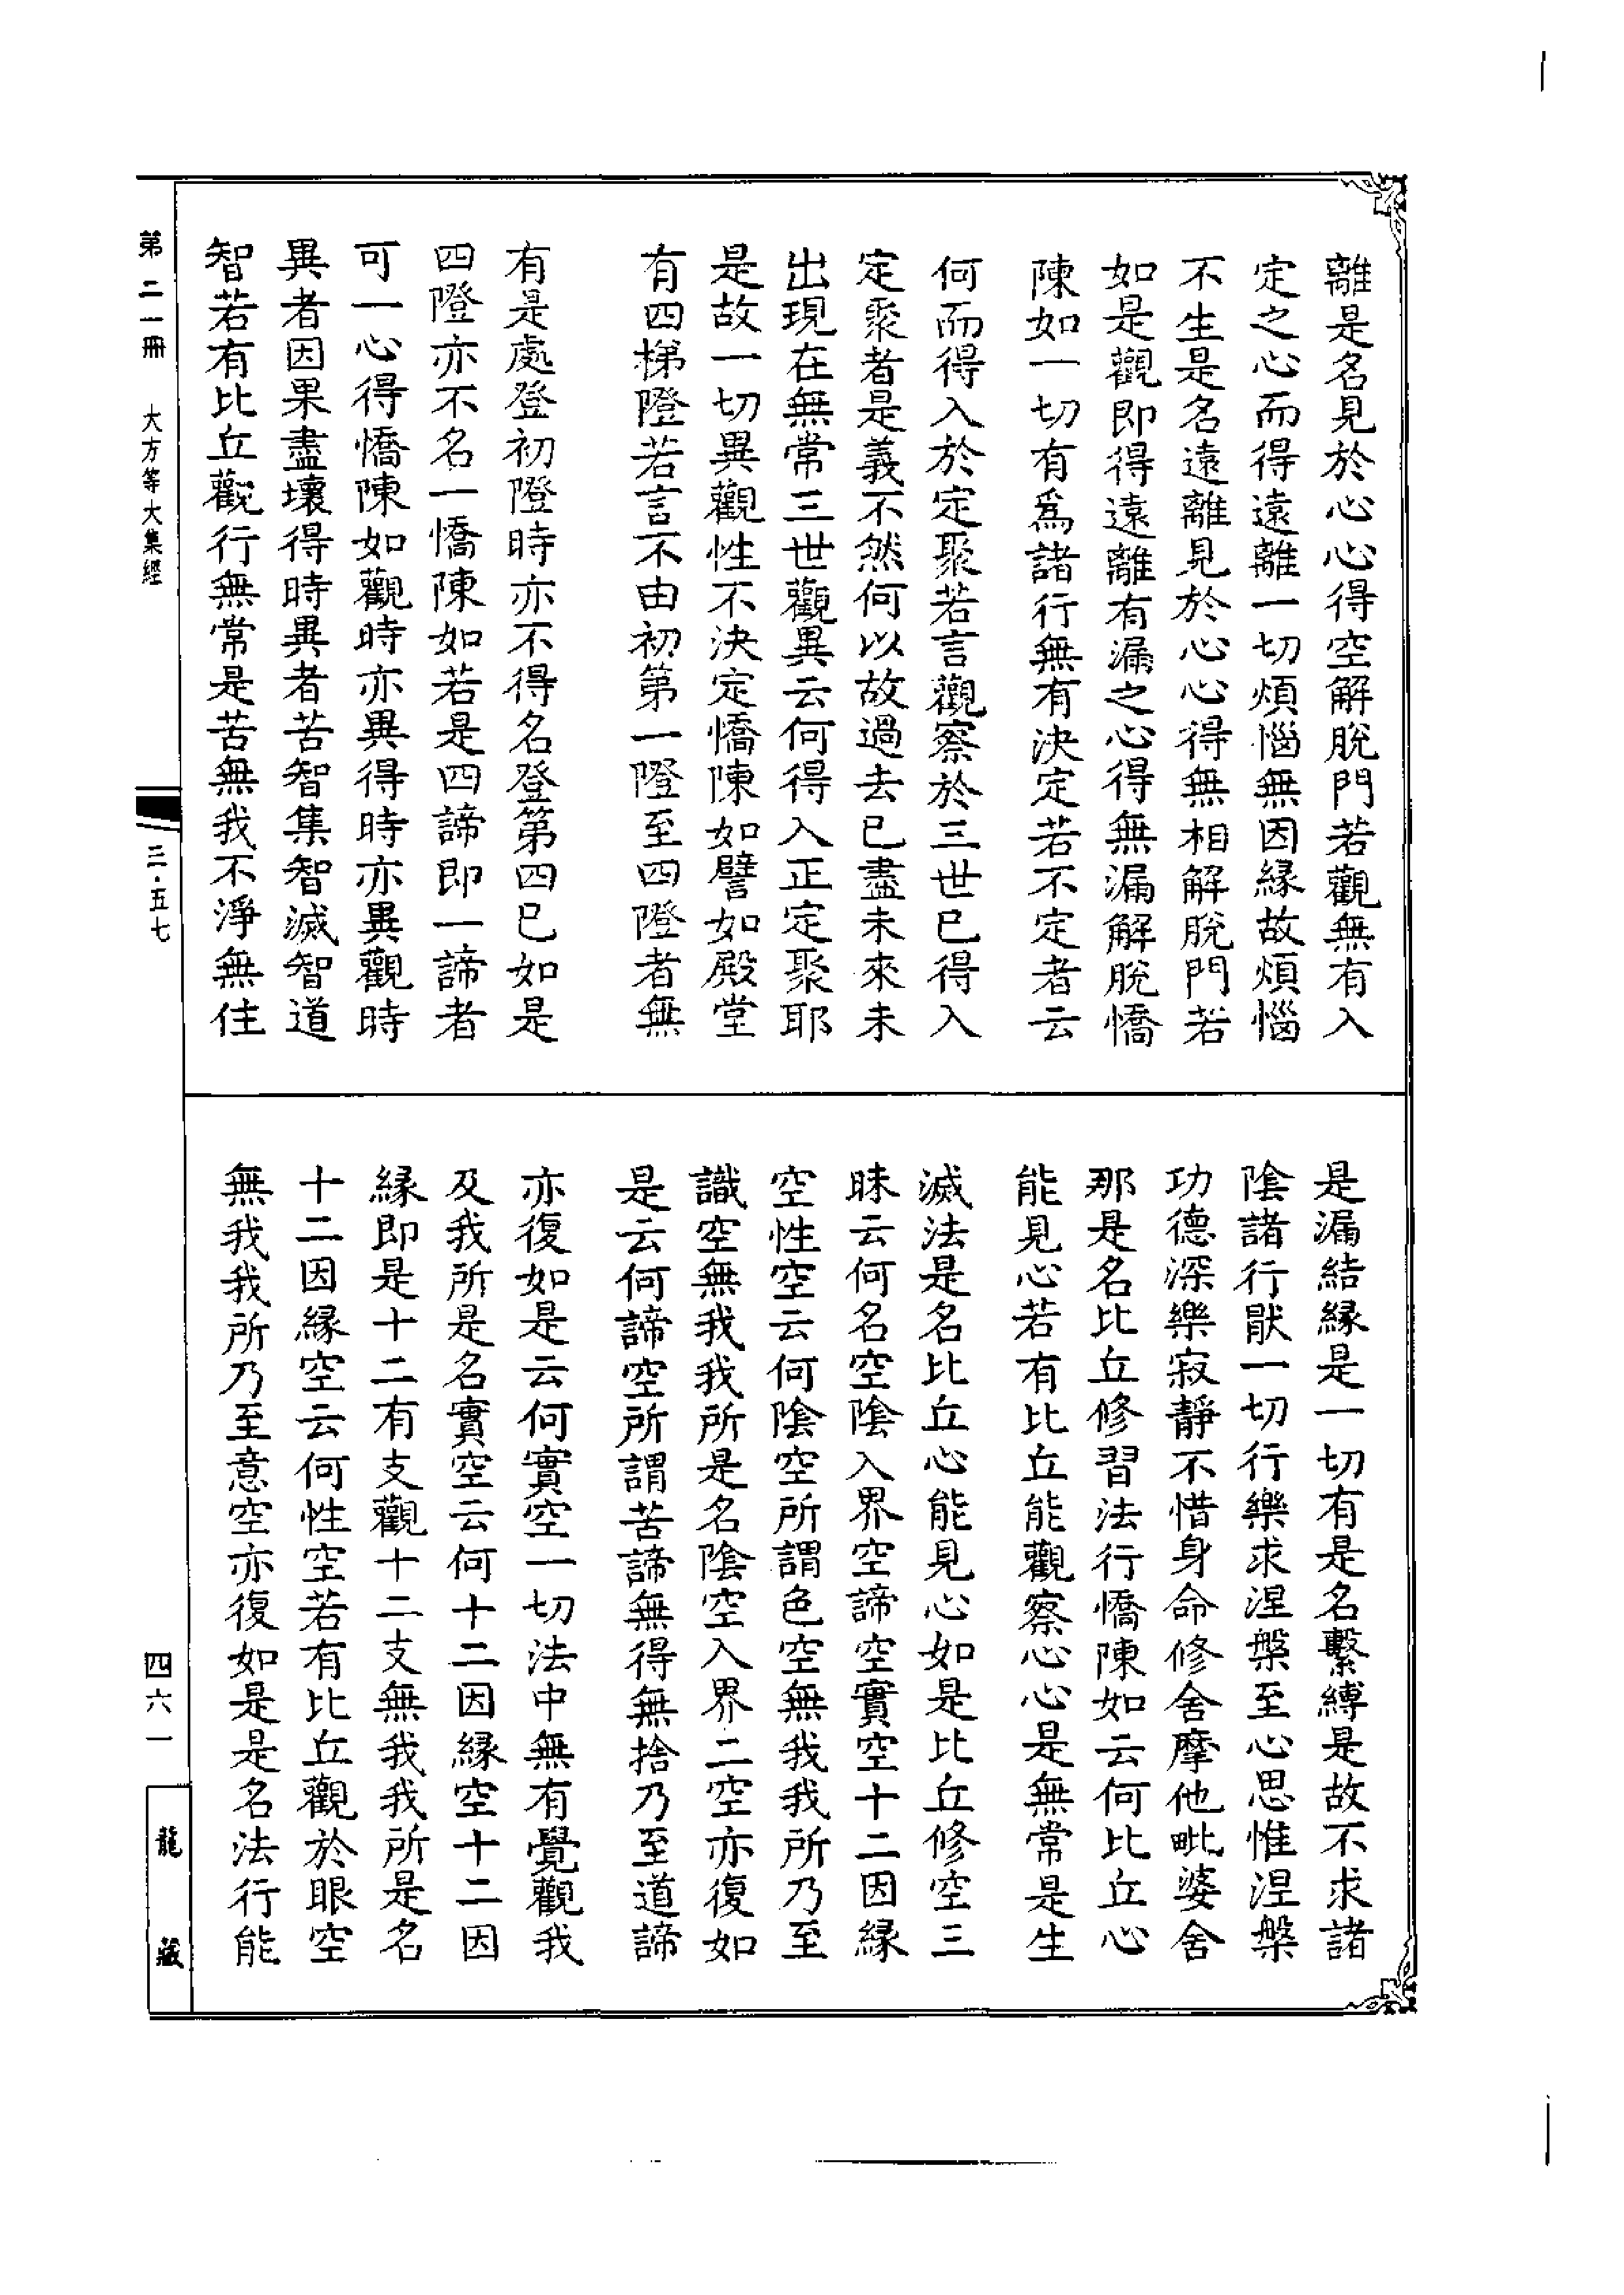 離是名見於心心得空解脫門若觀無有入
定之心而得遠離一切煩惱無因緣故煩惱
不生是名遠離見於心心得無相解脫門若
如是觀即得遠離有漏之心得無漏解脫憍
陳如一切有為諸行無有決定若不定者云
何而得入於定聚若言觀察於三世已得入
定聚者是義不然何以故過去已盡未來未
出現在無常三世觀異云何得入正定聚耶
是故一切異觀性不決定憍陳如譬如殿堂
有四梯隥若言不由初第一隥至四隥者無
有是處登初隥時亦不得名登第四已如是
四隥亦不名一憍陳如若是四諦即一諦者
可一心得憍陳如觀時亦異得時亦異觀時
異者因果盡壞得時異者苦智集智滅智道
智若有比丘觀行無常是苦無我不淨無住
是漏結緣是一切有是名繫縛是故不求諸
陰諸行厭一切行樂求涅槃至心思惟涅槃
功德深樂寂靜不惜身命修舍摩他毗婆舍
那是名比丘修習法行憍陳如云何比丘心
能見心若有比丘能觀察心心是無常是生
滅法是名比丘心能見心如是比丘修空三
昧云何名空陰入界空諦空實空十二因緣
空性空云何陰空所謂色空無我我所乃至
識空無我我所是名陰空入界二空亦復如
是云何諦空所謂苦諦無得無捨乃至道諦
亦復如是云何實空一切法中無有覺觀我
及我所是名實空云何十二因緣空十二因
緣即是十二有支觀十二支無我我所是名
十二因緣空云何性空若有比丘觀於眼空
無我我所乃至意空亦復如是是名法行能
第二一冊 大方等大集經
三·五七
四六一
龍藏